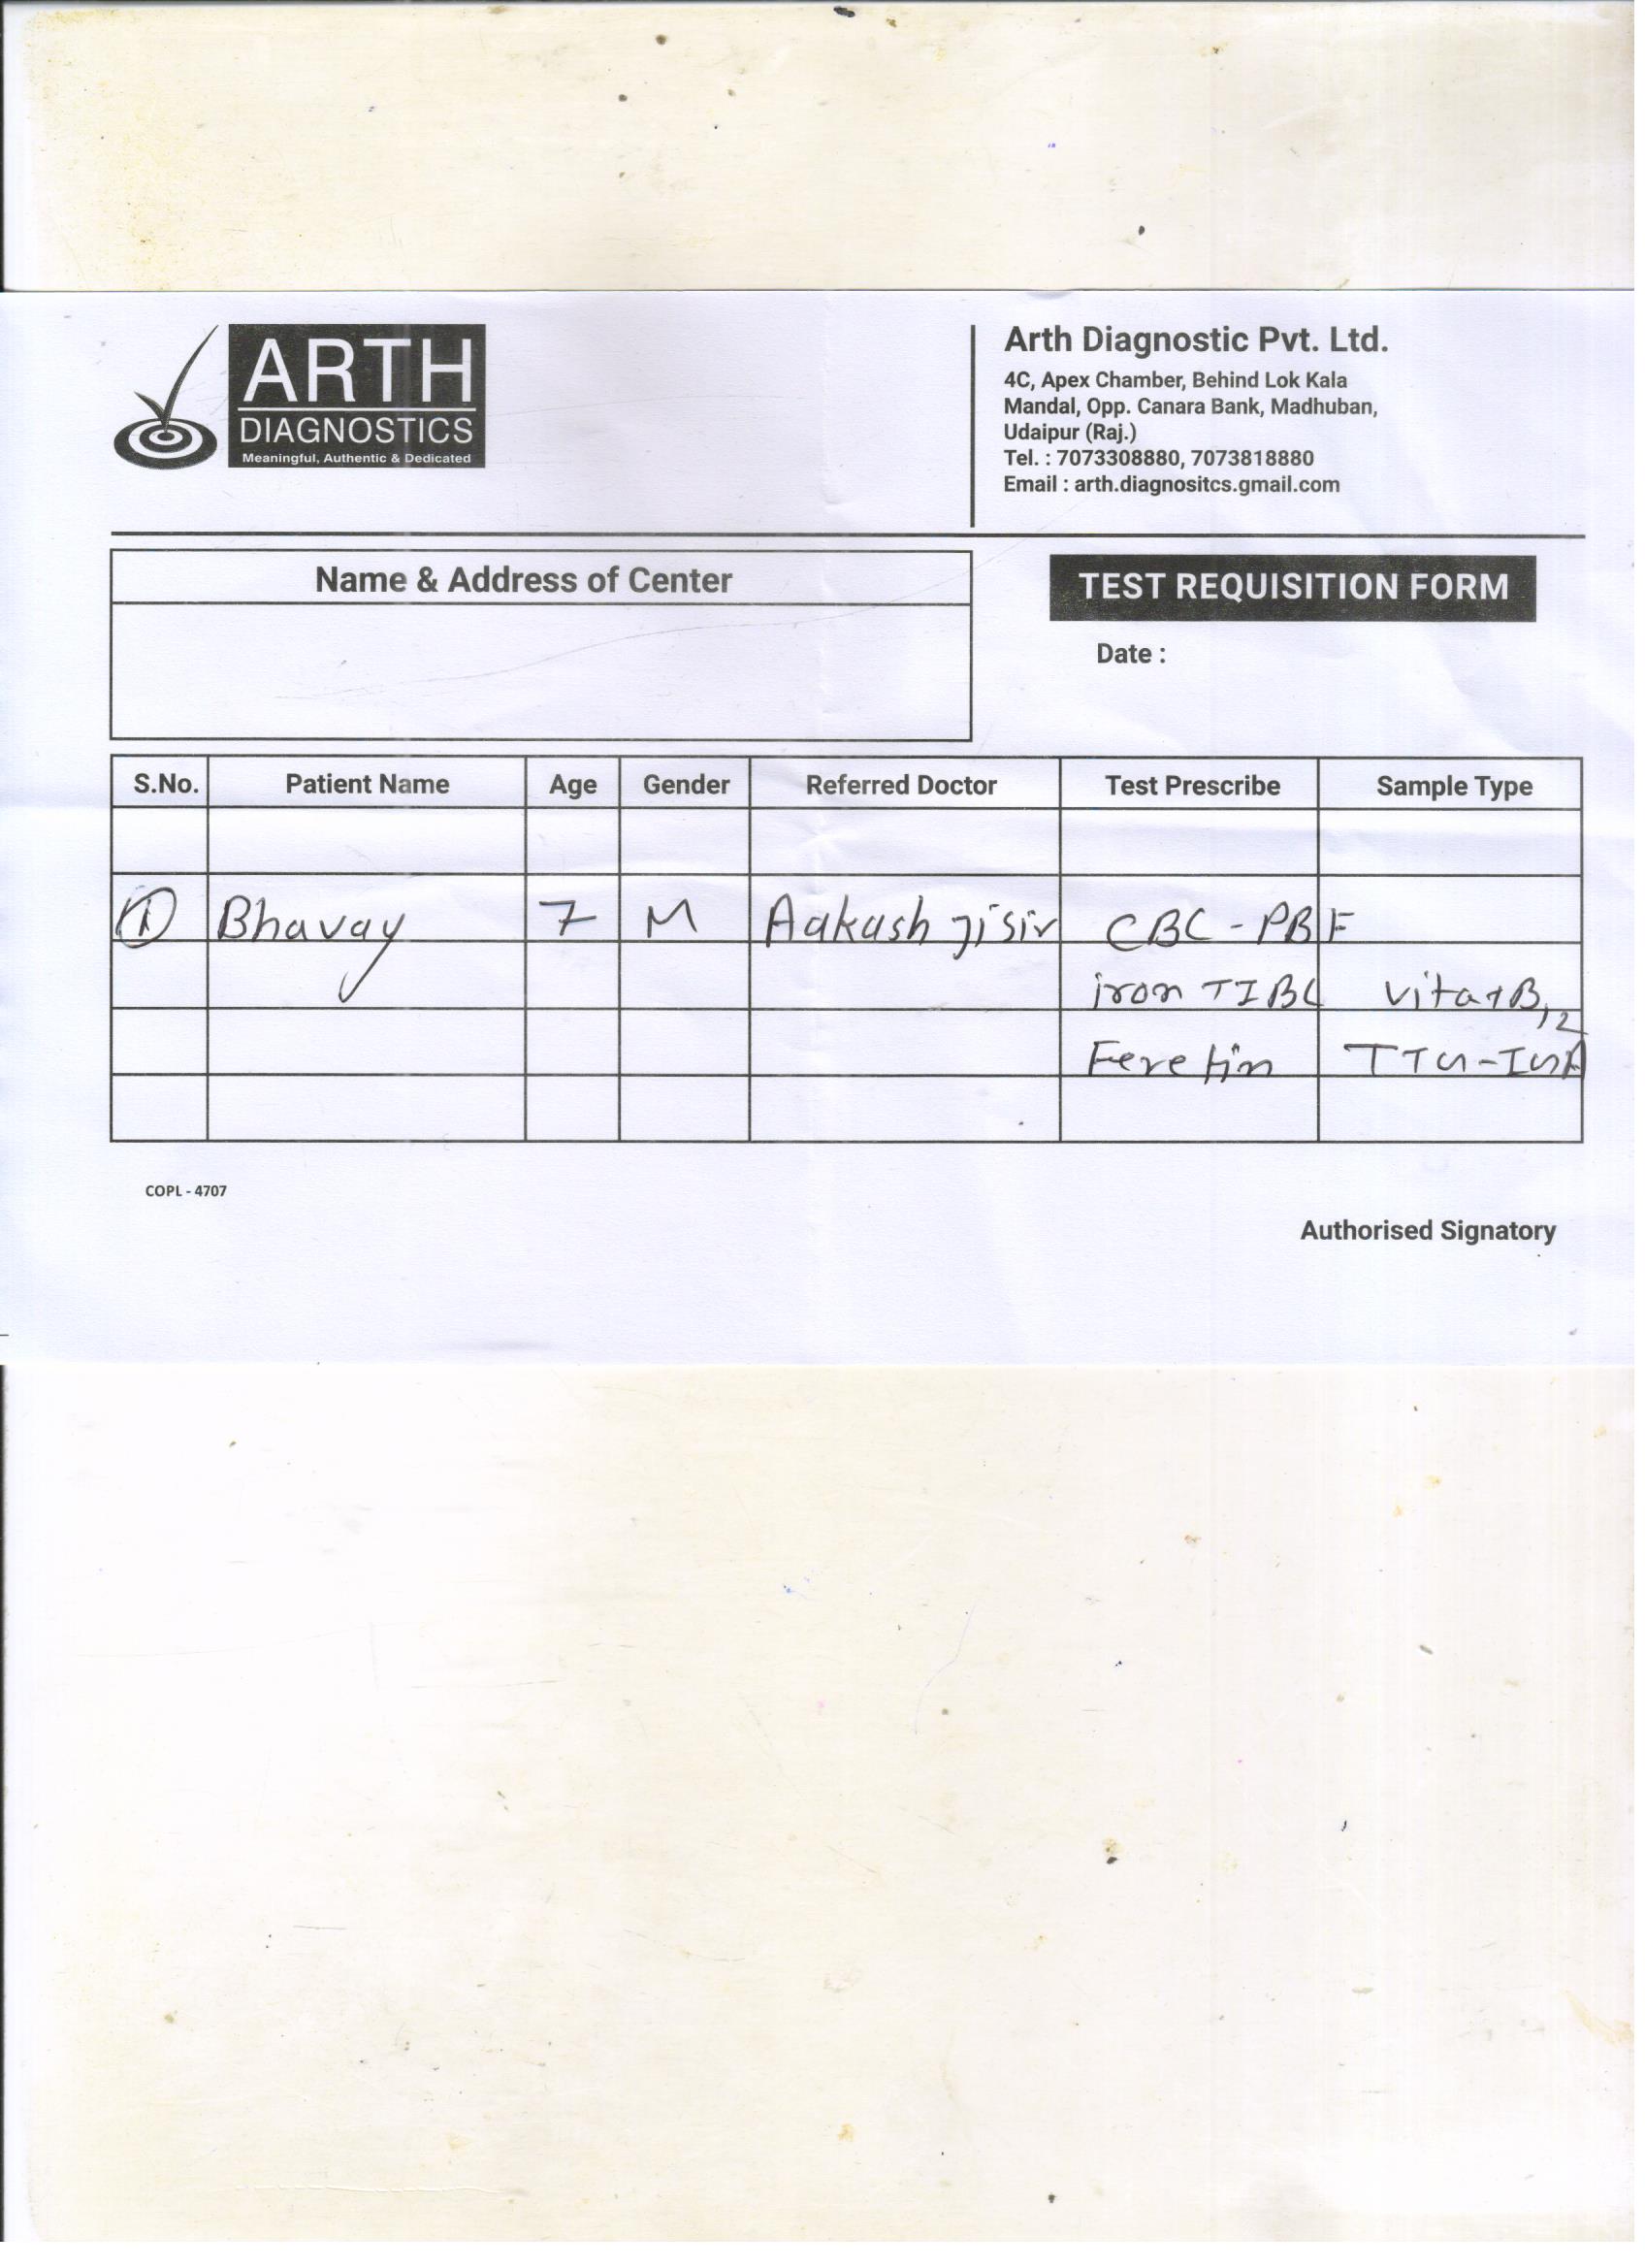 ARTH
DIAGNOSTICS
Meaningful, Authentic & Dedicated
Arth Diagnostic Pvt. Ltd.
4C, Apex Chamber, Behind Lok Kala
Mandal, Opp. Canara Bank, Madhuban,
Udaipur (Raj.)
Tel. : 7073308880, 7073818880
Email : arth.diagnositcs.gmail.com
Name & Address of Center
TEST REQUISITION FORM
Date :
S.No. Patient Name Age Gender Referred Doctor Test Prescribe Sample Type
1 Bhavay 7 M Aakash ji sir CBC - PBF
iron TIBC Vita+B12
Feretin TTG-IGA
COPL - 4707
Authorised Signatory